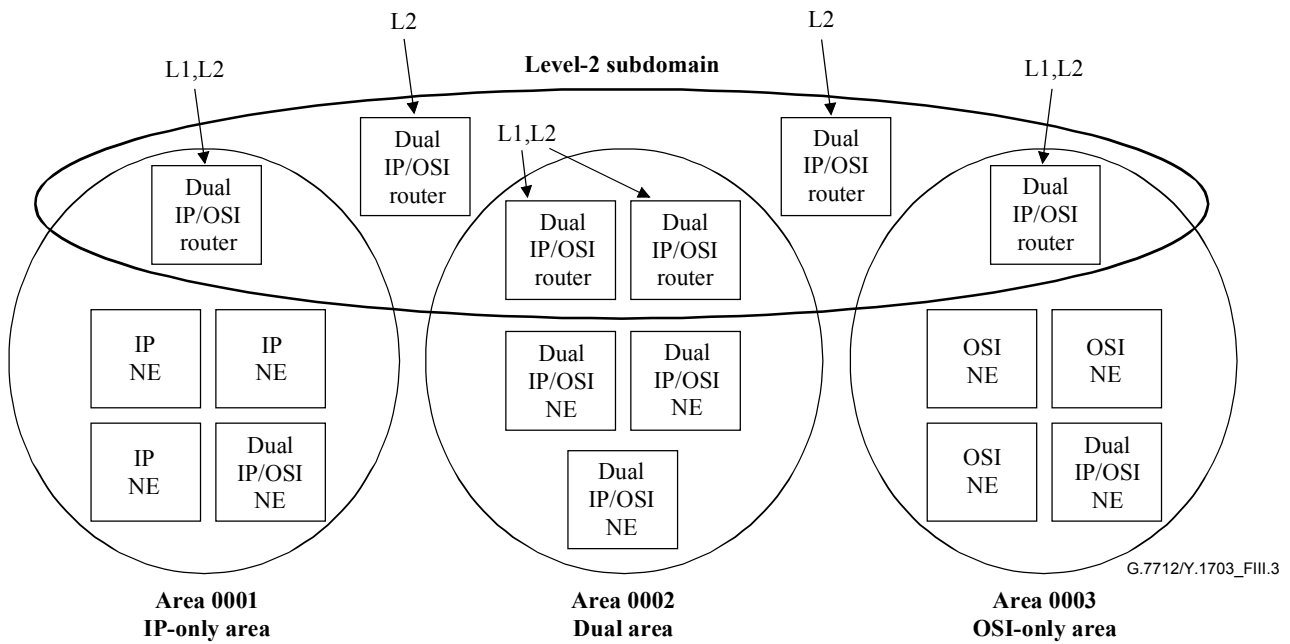 L2
L2
Level-2 subdomain
L1,L2
L1,L2
Dual
IP/OSI
router
Dual
IP/OSI
router
L1,L2
Dual
IP/OSI
router
Dual
IP/OSI
router
Dual
IP/OSI
router
Dual
IP/OSI
router
IP
NE
IP
NE
IP
NE
Dual
IP/OSI
NE
Dual
IP/OSI
NE
Dual
IP/OSI
NE
Dual
IP/OSI
NE
OSI
NE
OSI
NE
OSI
NE
Dual
IP/OSI
NE
G.7712/Y.1703_FIII.3
Area 0001
IP-only area
Area 0002
Dual area
Area 0003
OSI-only area